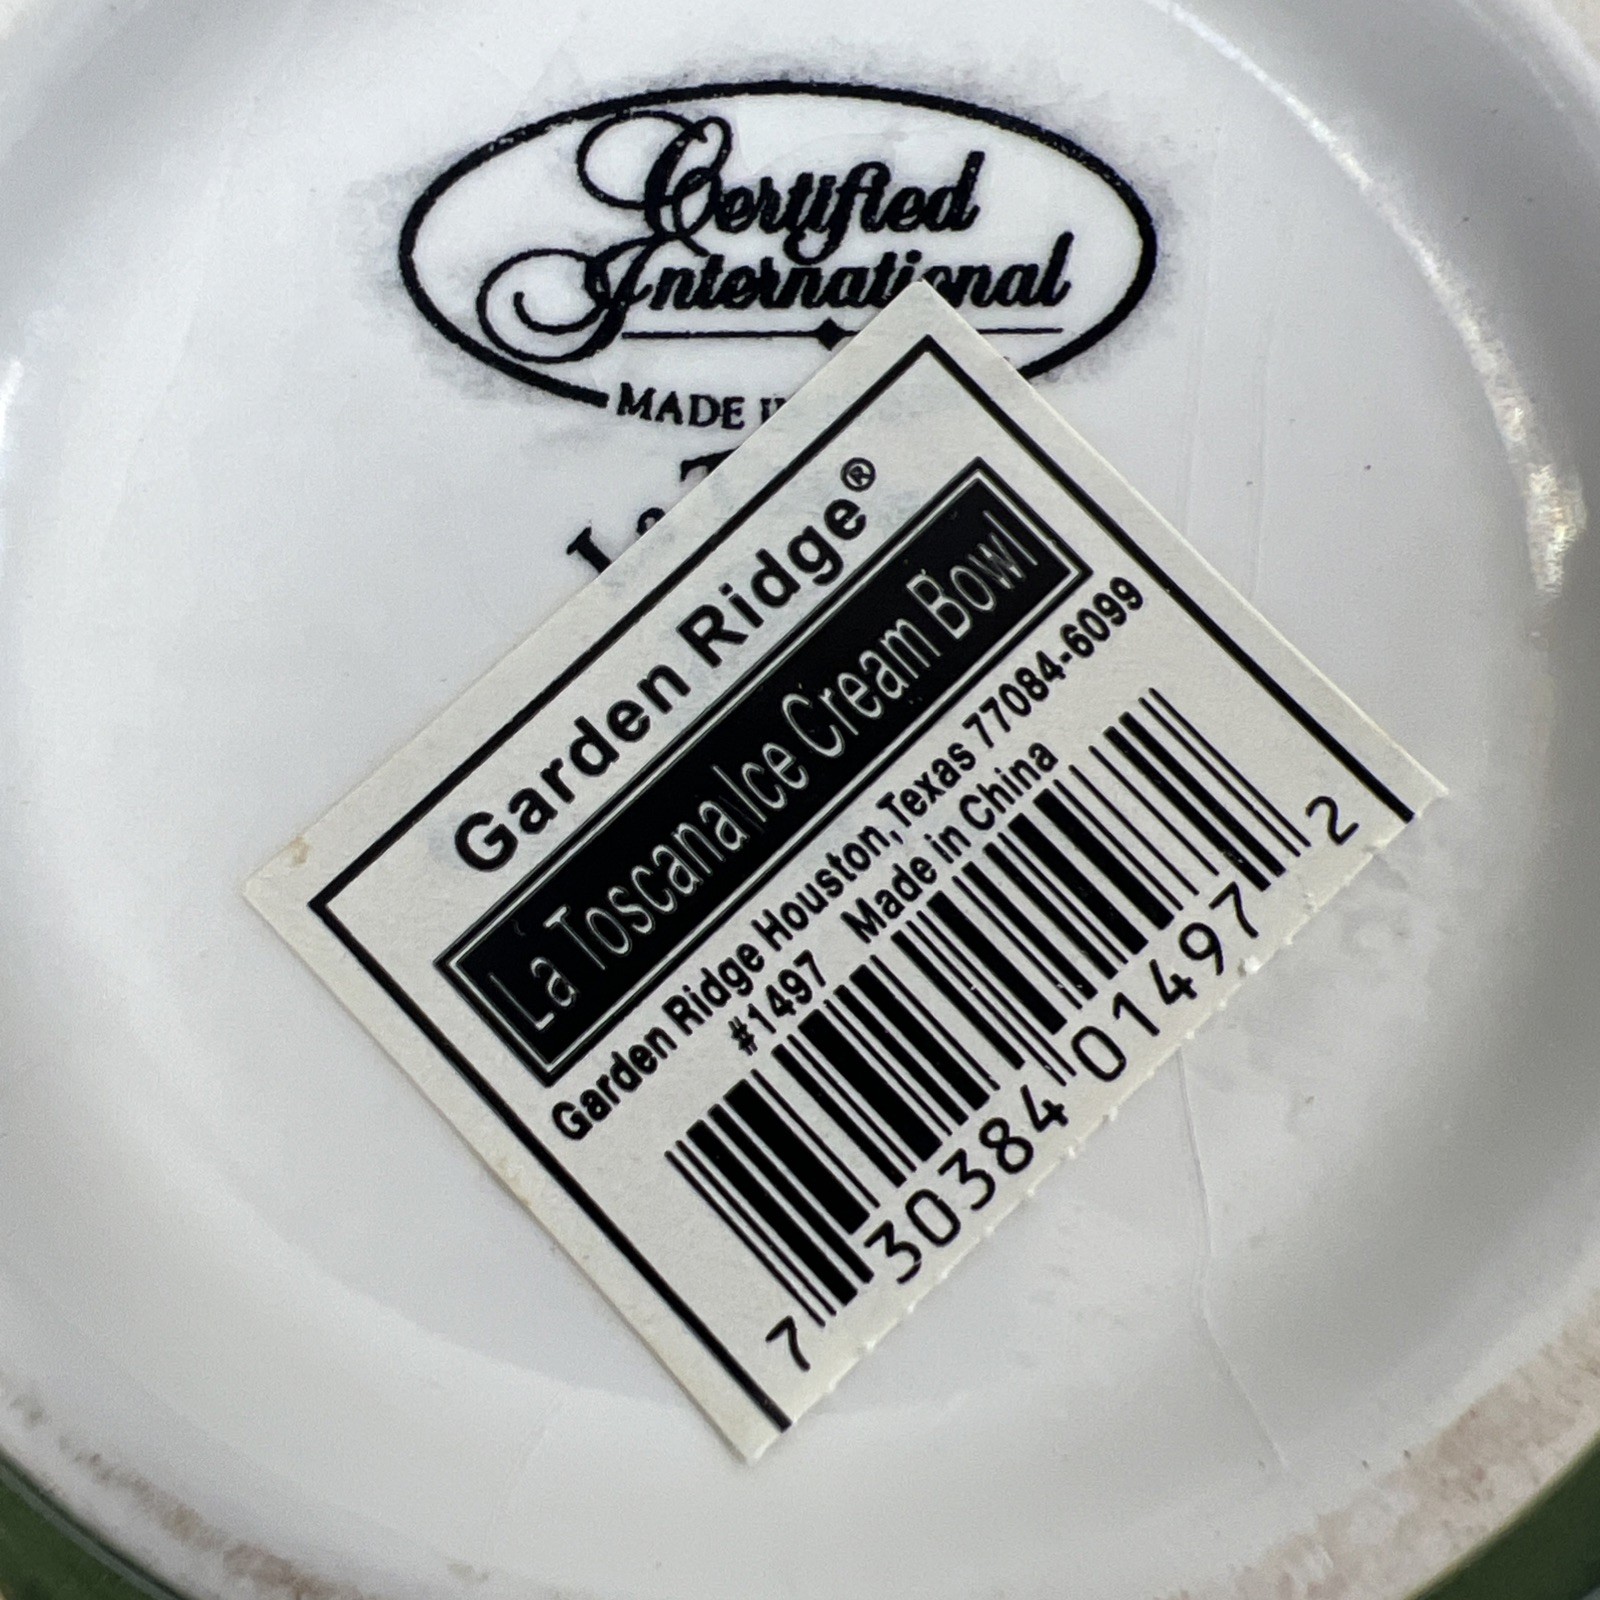 Certified
International
MADE
Garden Ridge®
La Toscana Ice Cream Bowl
Garden Ridge Houston, Texas 77084-6099
#1497 Made in China
7 30384 01497 2